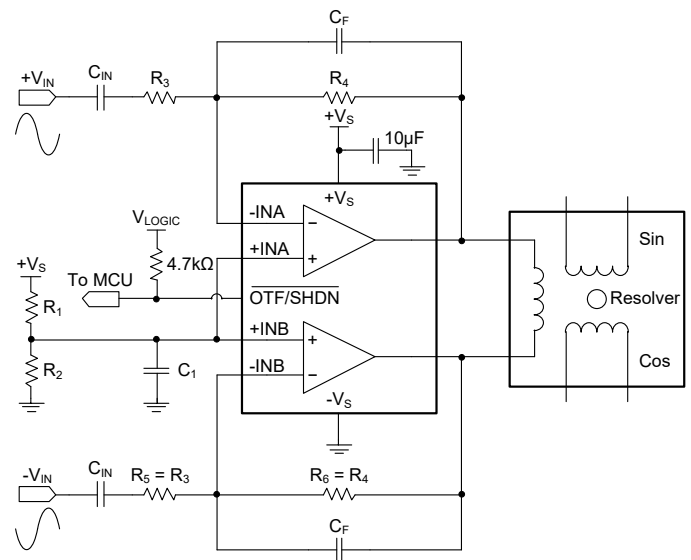 CF
+VIN
CIN
R3
R4
+VS
10µF
+VS
-INA
VLOGIC
+INA
4.7kΩ
+VS
To MCU
OTF/SHDN
R1
+INB
R2
C1
-INB
-VS
Sin
Resolver
Cos
-VIN
CIN
R5 = R3
R6 = R4
CF